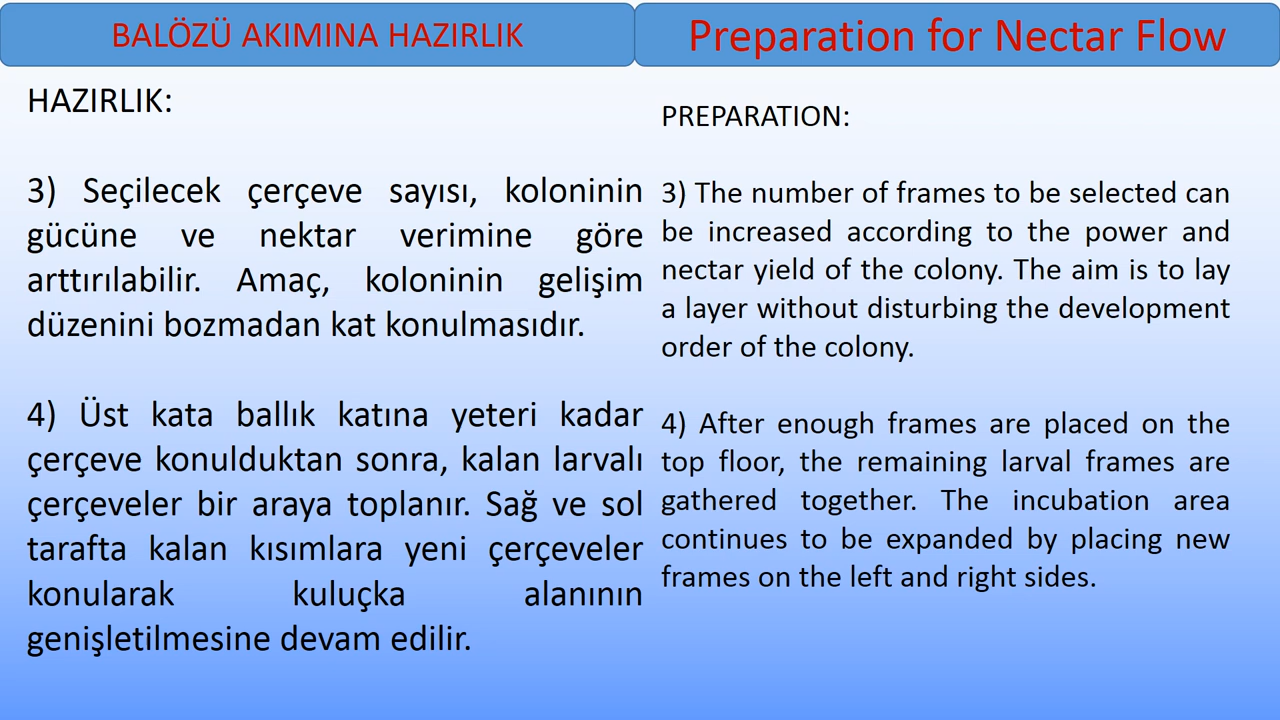 BALÖZÜ AKIMINA HAZIRLIK
HAZIRLIK:
3) Seçilecek çerçeve sayısı, koloninin
gücüne ve nektar verimine göre
arttırılabilir. Amaç, koloninin gelişim
düzenini bozmadan kat konulmasıdır.
4) Üst kata ballık katına yeteri kadar
çerçeve konulduktan sonra, kalan larvalı
çerçeveler bir araya toplanır. Sağ ve sol
tarafta kalan kısımlara yeni çerçeveler
konularak kuluçka alanının
genişletilmesine devam edilir.
Preparation for Nectar Flow
PREPARATION:
3) The number of frames to be selected can
be increased according to the power and
nectar yield of the colony. The aim is to lay
a layer without disturbing the development
order of the colony.
4) After enough frames are placed on the
top floor, the remaining larval frames are
gathered together. The incubation area
continues to be expanded by placing new
frames on the left and right sides.